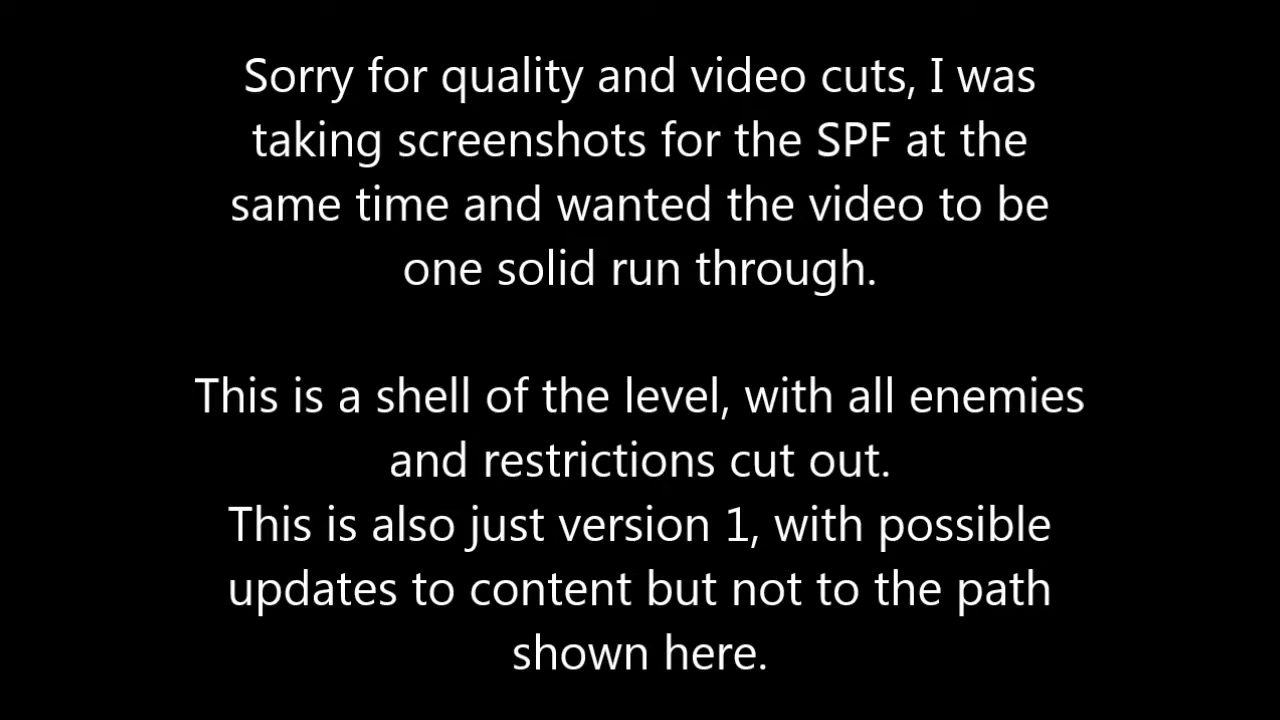 Sorry for quality and video cuts, I was
taking screenshots for the SPF at the
same time and wanted the video to be
one solid run through.
This is a shell of the level, with all enemies
and restrictions cut out.
This is also just version 1, with possible
updates to content but not to the path
shown here.